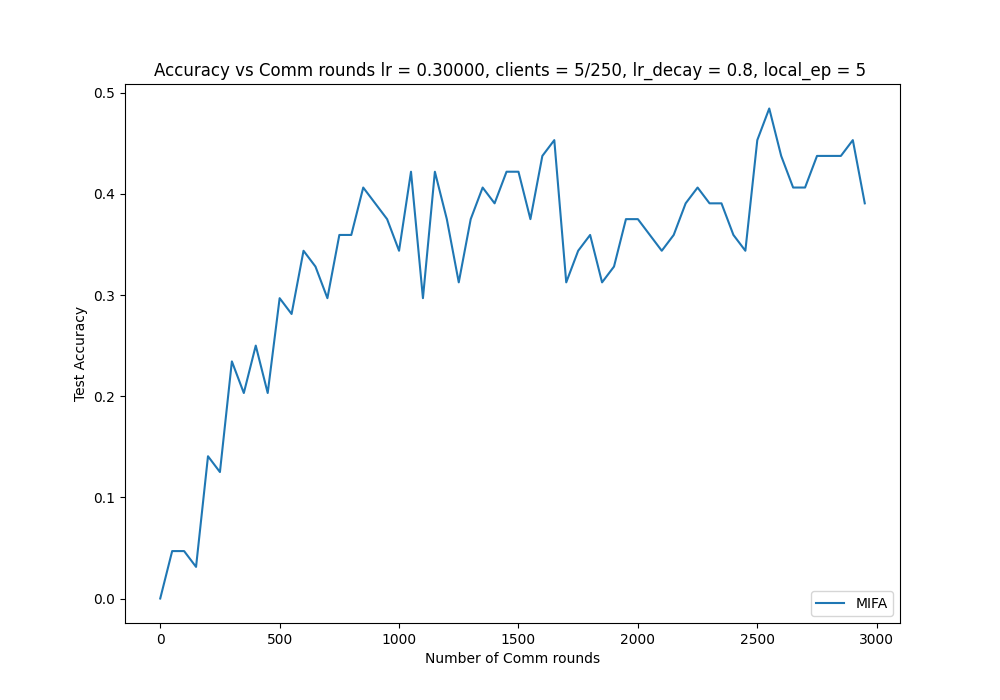 Accuracy vs Comm rounds lr = 0.30000, clients = 5/250, lr_decay = 0.8, local_ep = 5
0.5
0.4
0.3
0.2
0.1
0.0
Test Accuracy
MIFA
0 500 1000 1500 2000 2500 3000
Number of Comm rounds